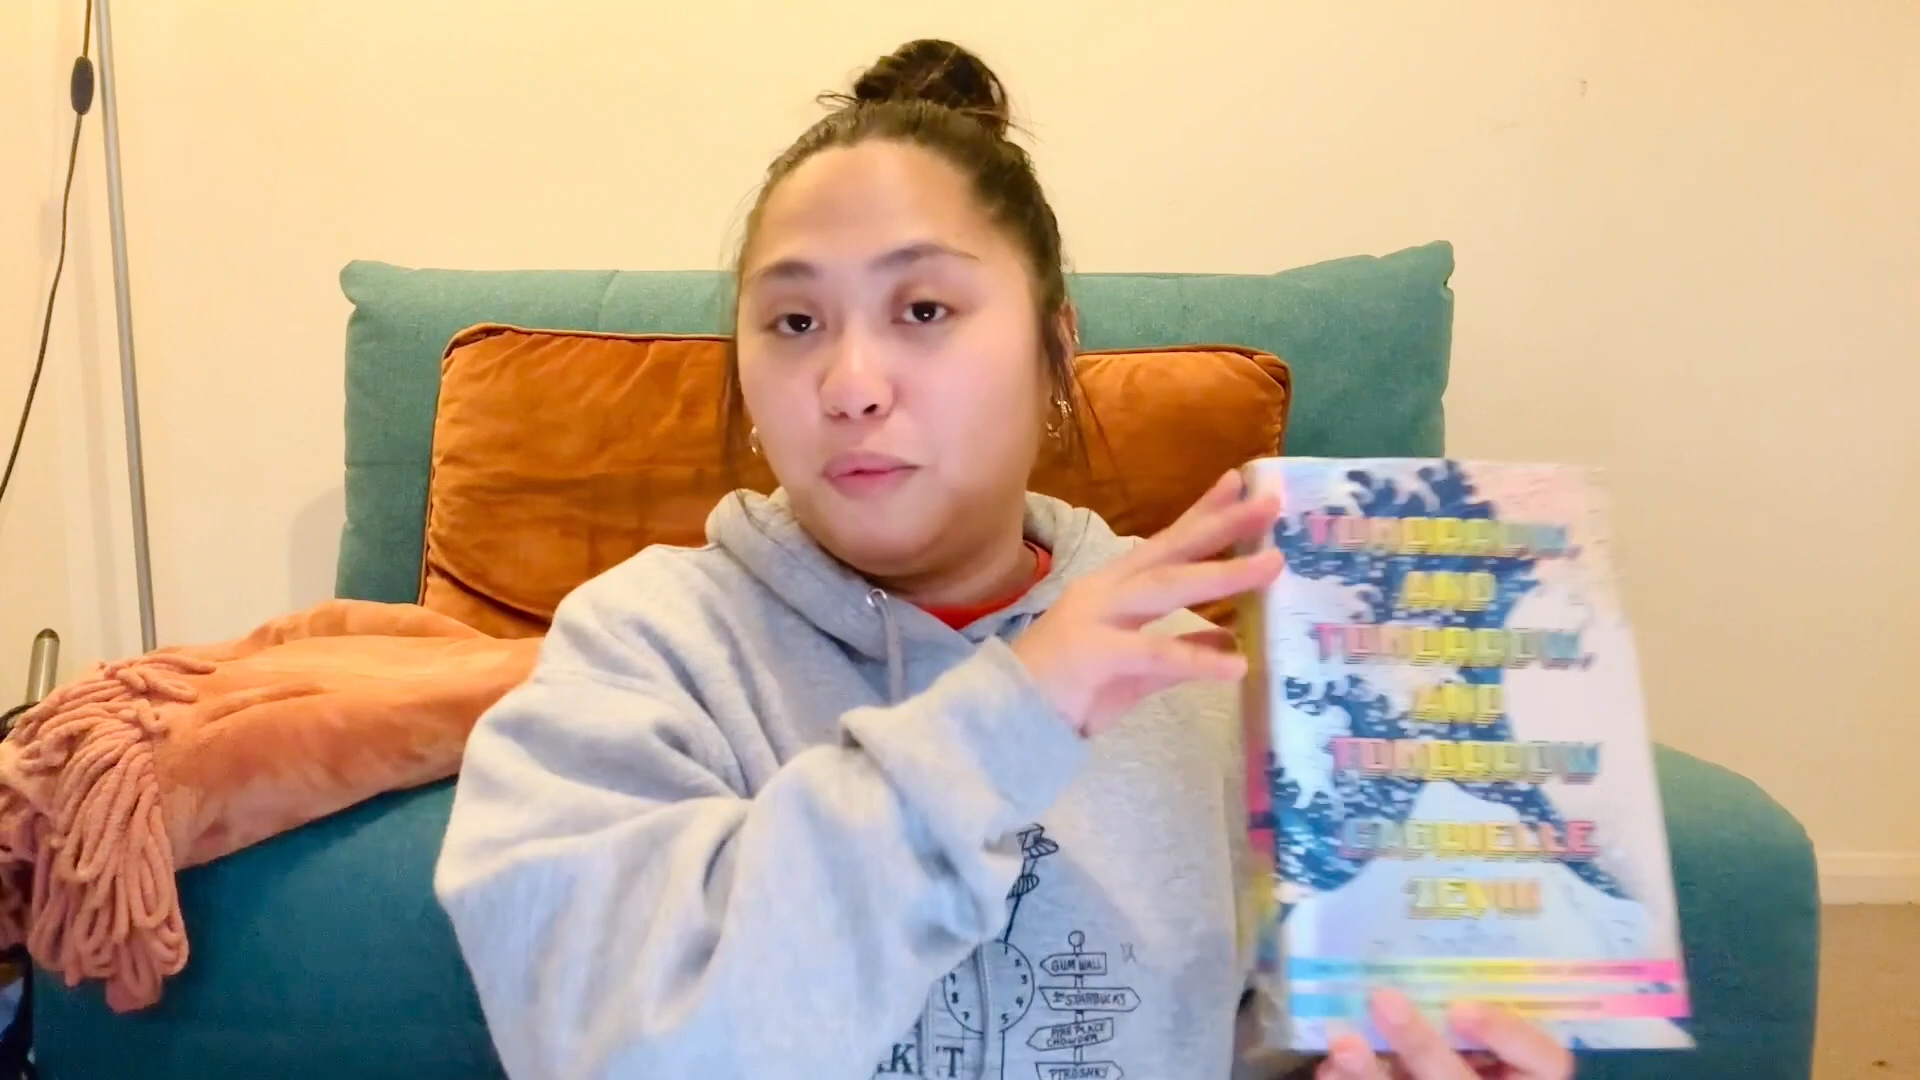 TOMORROW,
AND
TOMORROW,
AND
TOMORROW
GABRIELLE
ZEVIN
GUM WALL
1ST STARBUCKS
PIKE PLACE
CHOWDER
PIROSHKY